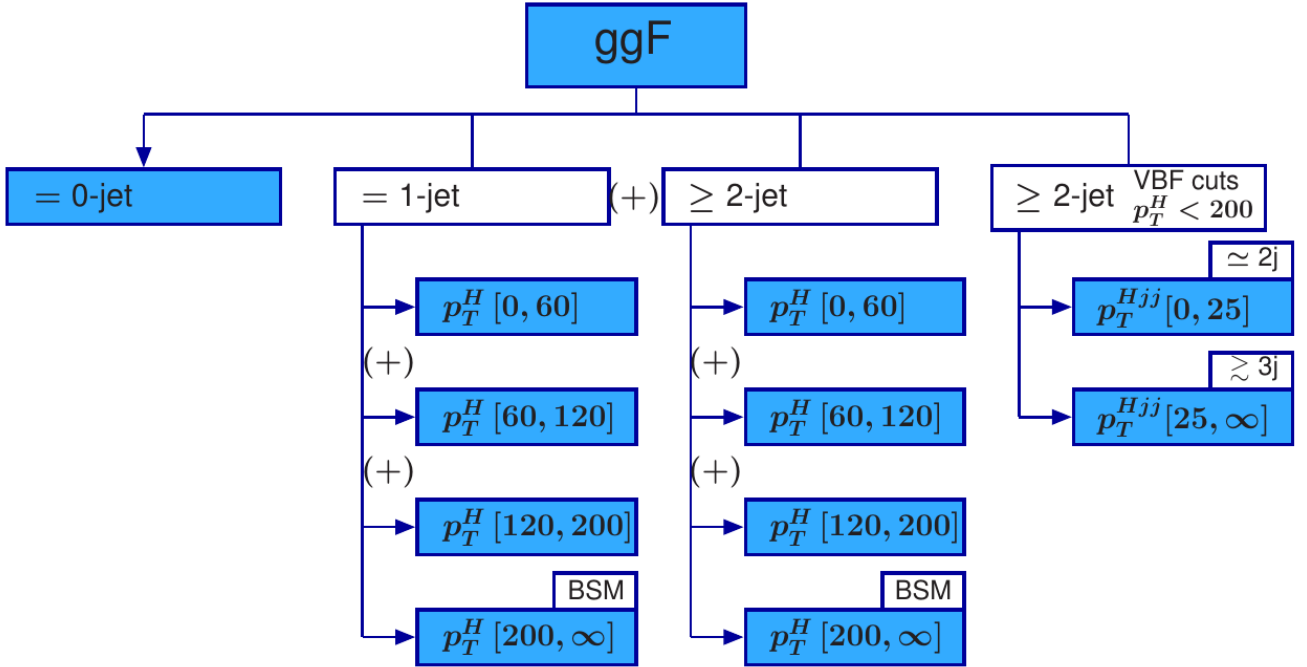 ggF
= 0-jet
= 1-jet
(+)
≥ 2-jet
≥ 2-jet VBF cuts
p_T^H < 200
p_T^H [0, 60]
(+)
p_T^H [60, 120]
(+)
p_T^H [120, 200]
BSM
p_T^H [200, ∞]
p_T^H [0, 60]
(+)
p_T^H [60, 120]
(+)
p_T^H [120, 200]
BSM
p_T^H [200, ∞]
≃ 2j
p_T^{Hjj} [0, 25]
≳ 3j
p_T^{Hjj} [25, ∞]